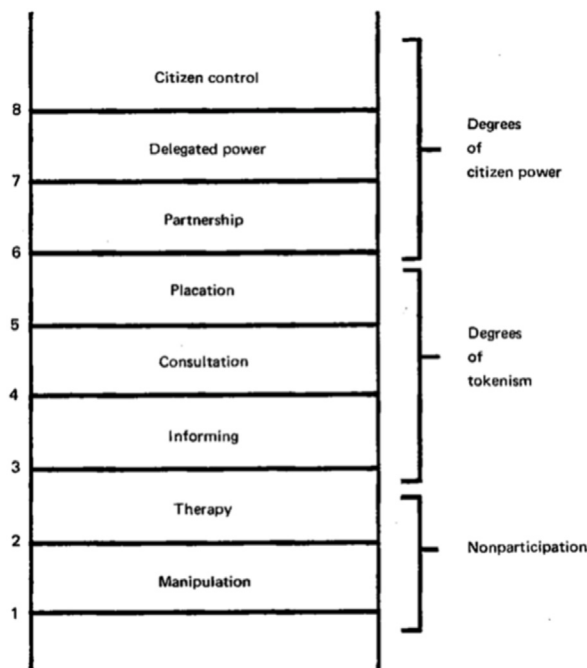 Citizen control
8
Delegated power
7
Partnership
6
Placation
5
Consultation
4
Informing
3
Therapy
2
Manipulation
1
Degrees
of
citizen power
Degrees
of
tokenism
Nonparticipation